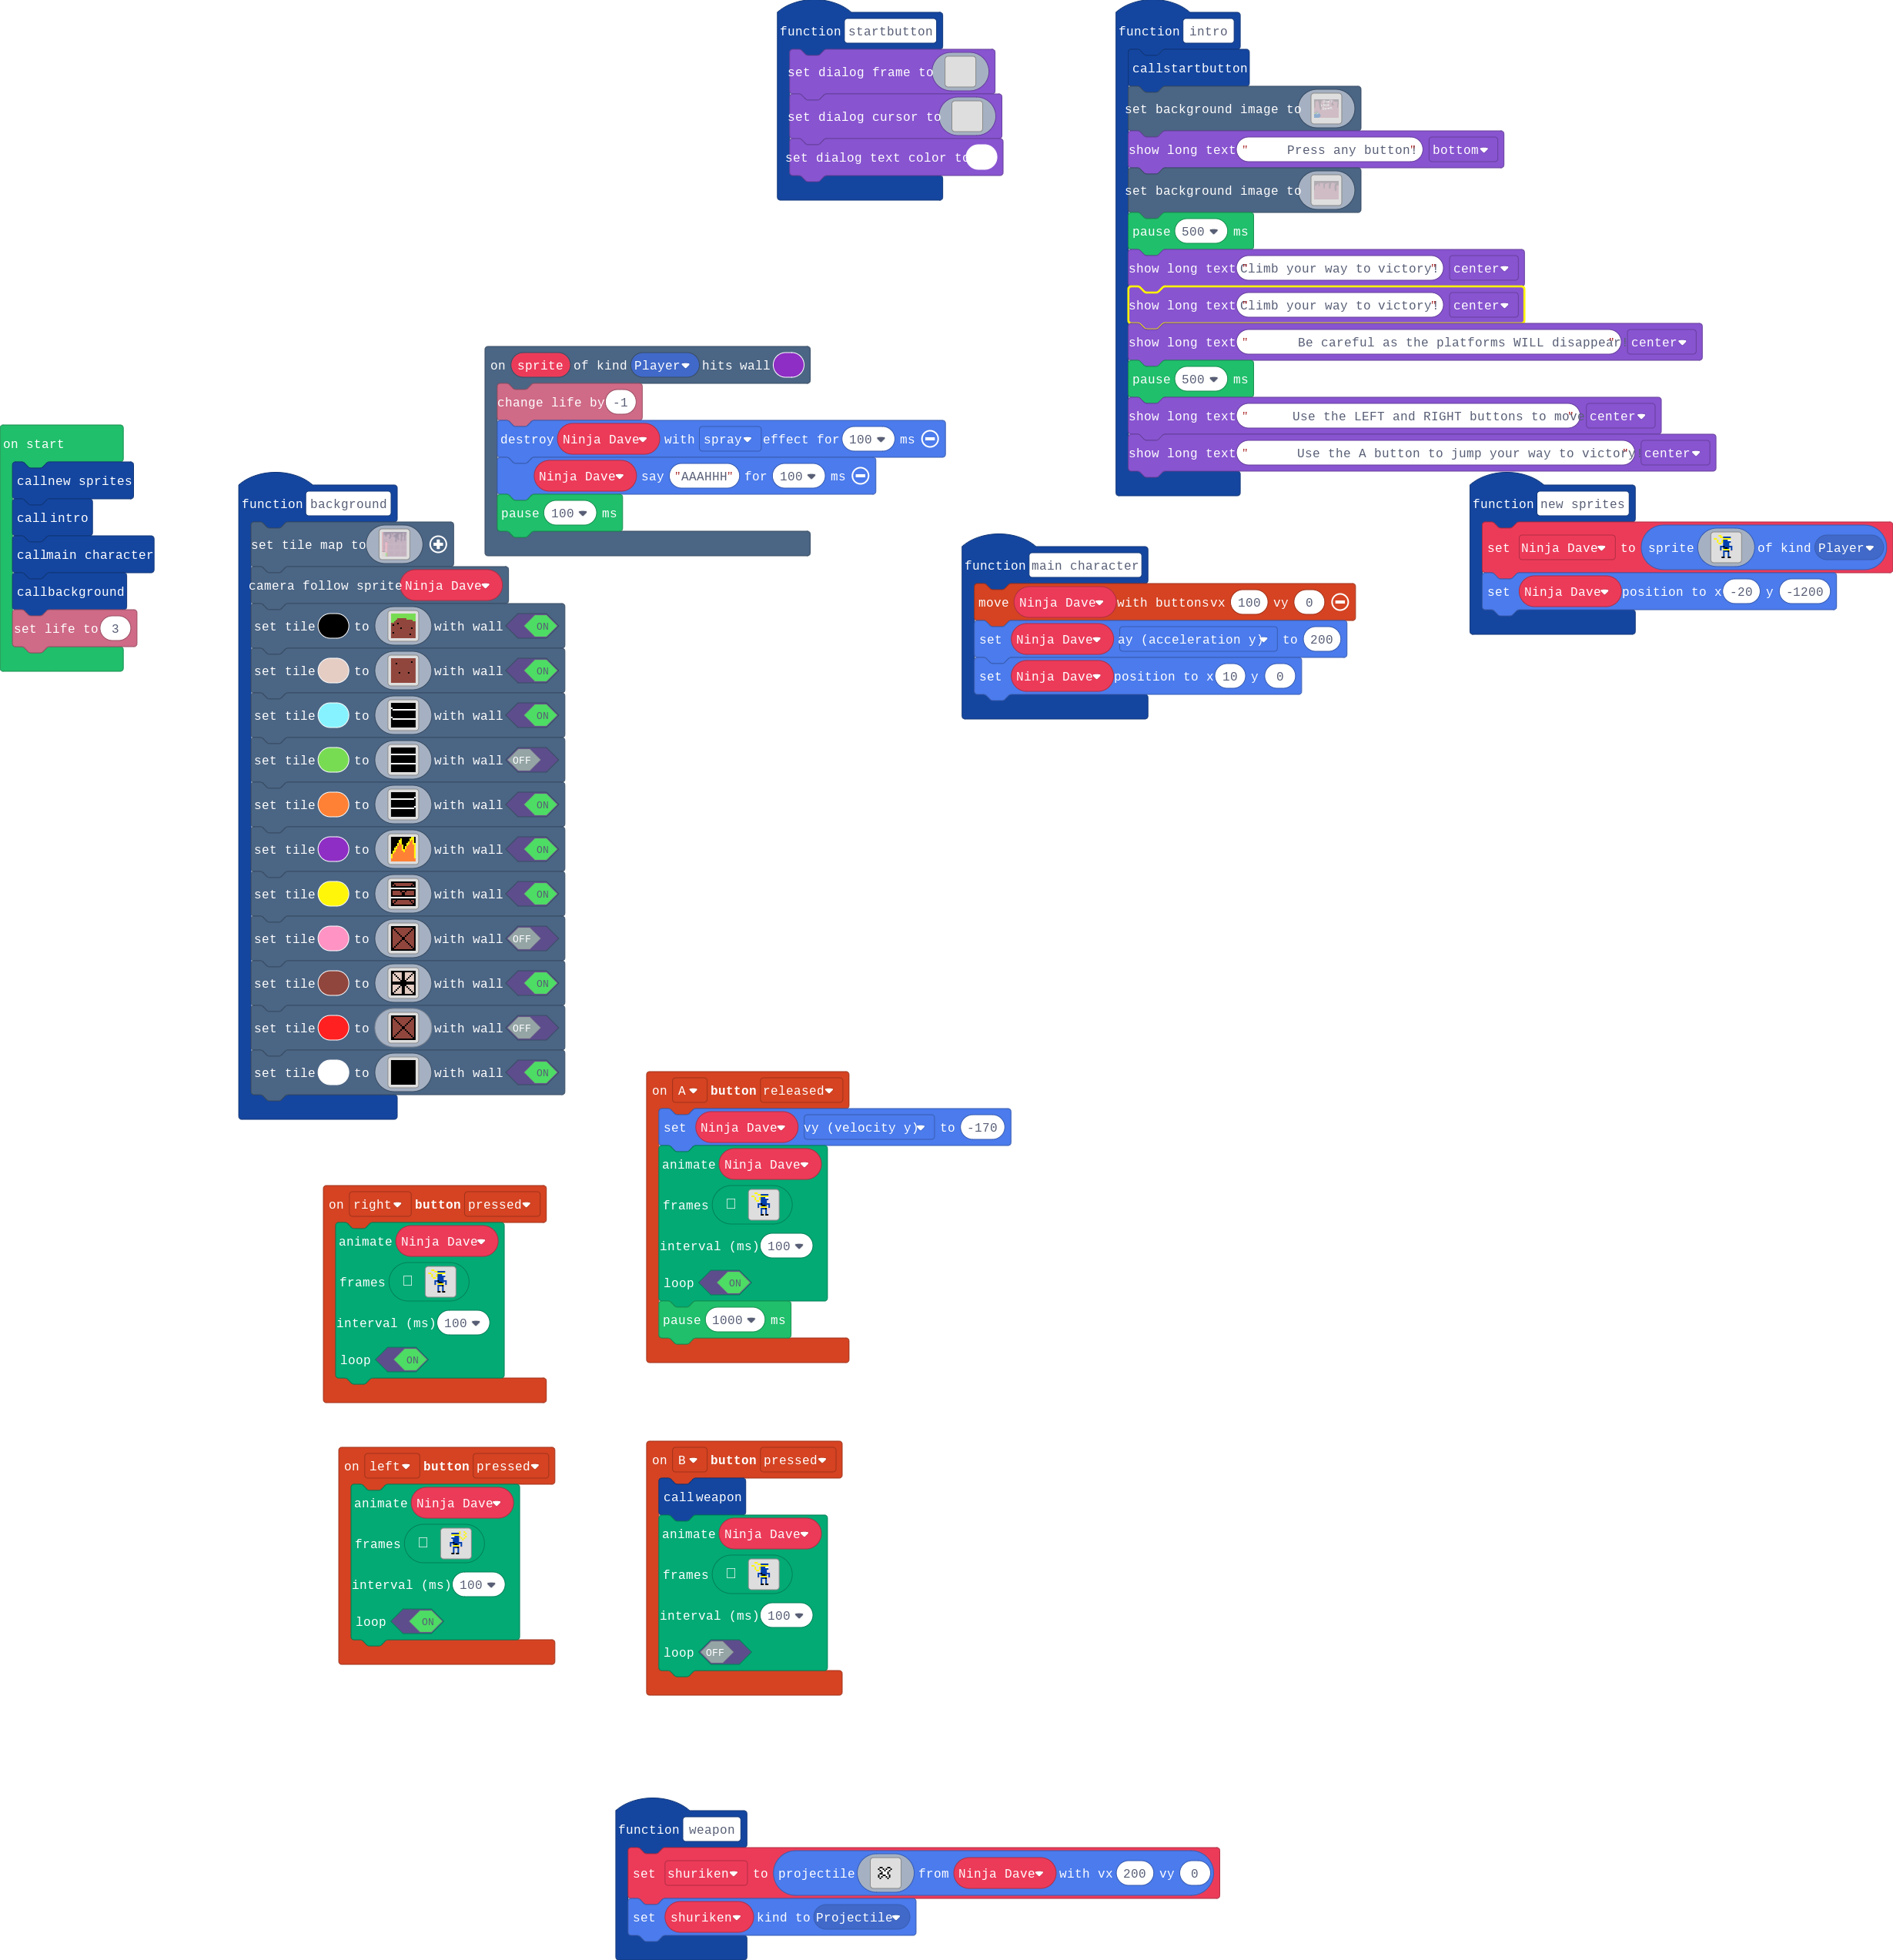 function startbutton
set dialog frame to
set dialog cursor to
set dialog text color to
function intro
call startbutton
set background image to
show long text " Press any button! " bottom
set background image to
pause 500 ms
show long text "Climb your way to victory!" center
show long text "Climb your way to victory!" center
show long text " Be careful as the platforms WILL disappear" center
pause 500 ms
show long text " Use the LEFT and RIGHT buttons to move" center
show long text " Use the A button to jump your way to victory" center
on sprite of kind Player hits wall
change life by -1
destroy Ninja Dave with spray effect for 100 ms
Ninja Dave say "AAAHHH" for 100 ms
pause 100 ms
on start
call new sprites
call intro
call main character
call background
set life to 3
function background
set tile map to
camera follow sprite Ninja Dave
set tile to with wall ON
set tile to with wall ON
set tile to with wall ON
set tile to with wall OFF
set tile to with wall ON
set tile to with wall ON
set tile to with wall ON
set tile to with wall OFF
set tile to with wall ON
set tile to with wall OFF
set tile to with wall ON
function main character
move Ninja Dave with buttons vx 100 vy 0
set Ninja Dave ay (acceleration y) to 200
set Ninja Dave position to x 10 y 0
function new sprites
set Ninja Dave to sprite of kind Player
set Ninja Dave position to x -20 y -1200
on A button released
set Ninja Dave vy (velocity y) to -170
animate Ninja Dave
frames
interval (ms) 100
loop ON
pause 1000 ms
on right button pressed
animate Ninja Dave
frames
interval (ms) 100
loop ON
on left button pressed
animate Ninja Dave
frames
interval (ms) 100
loop ON
on B button pressed
call weapon
animate Ninja Dave
frames
interval (ms) 100
loop OFF
function weapon
set shuriken to projectile from Ninja Dave with vx 200 vy 0
set shuriken kind to Projectile